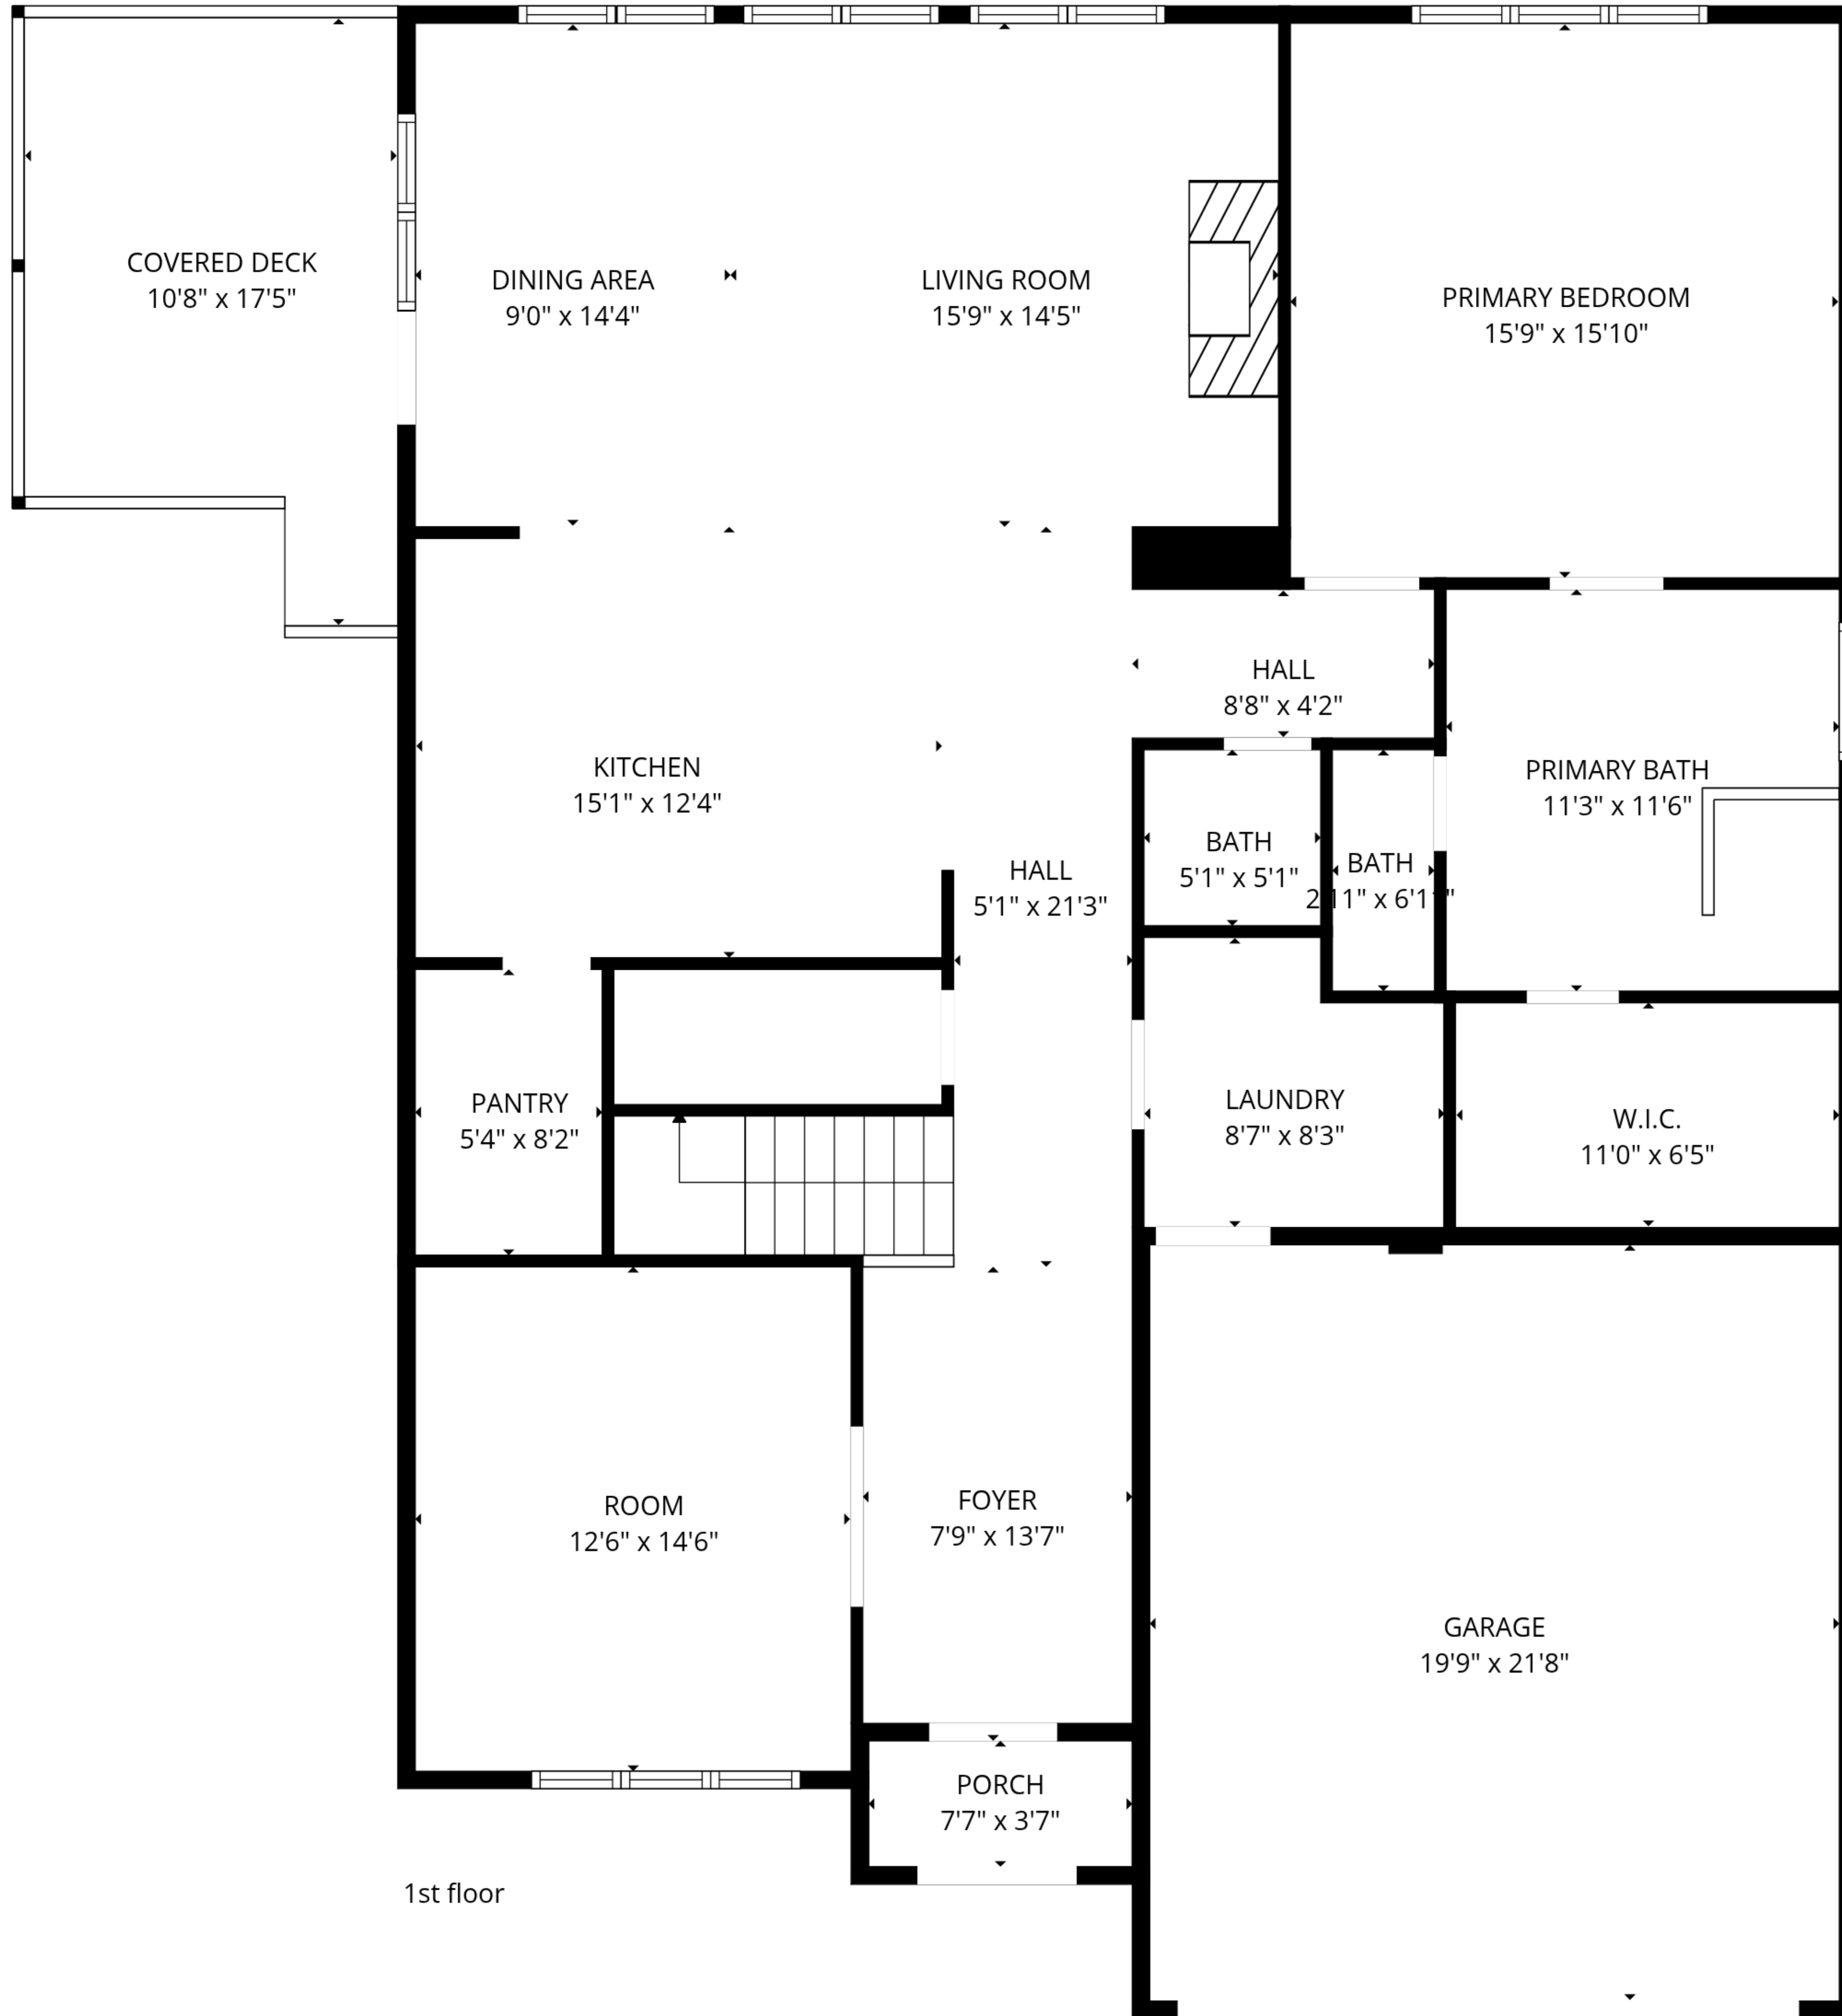 COVERED DECK
10'8" x 17'5"
DINING AREA
9'0" x 14'4"
LIVING ROOM
15'9" x 14'5"
PRIMARY BEDROOM
15'9" x 15'10"
HALL
8'8" x 4'2"
KITCHEN
15'1" x 12'4"
PRIMARY BATH
11'3" x 11'6"
BATH
5'1" x 5'1"
BATH
HALL
5'1" x 21'3"
PANTRY
5'4" x 8'2"
LAUNDRY
8'7" x 8'3"
W.I.C.
11'0" x 6'5"
ROOM
12'6" x 14'6"
FOYER
7'9" x 13'7"
GARAGE
19'9" x 21'8"
PORCH
7'7" x 3'7"
1st floor